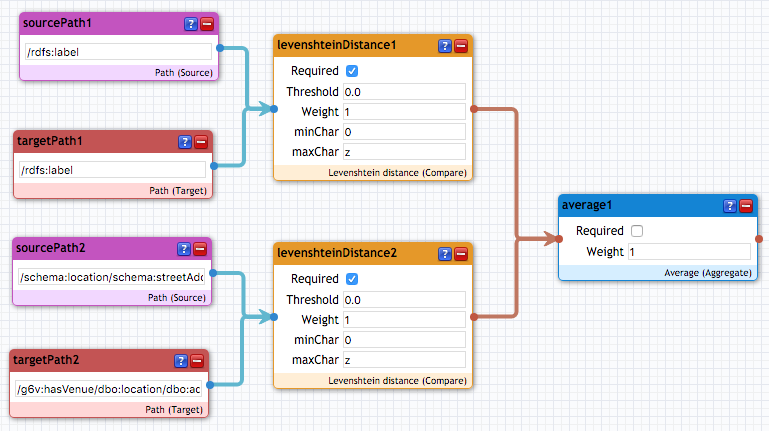 sourcePath1
/rdfs:label
Path (Source)
targetPath1
/rdfs:label
Path (Target)
sourcePath2
/schema:location/schema:streetAdd
Path (Source)
targetPath2
/g6v:hasVenue/dbo:location/dbo:ad
Path (Target)
levenshteinDistance1
Required
Threshold 0.0
Weight 1
minChar 0
maxChar z
Levenshtein distance (Compare)
levenshteinDistance2
Required
Threshold 0.0
Weight 1
minChar 0
maxChar z
Levenshtein distance (Compare)
average1
Required
Weight 1
Average (Aggregate)